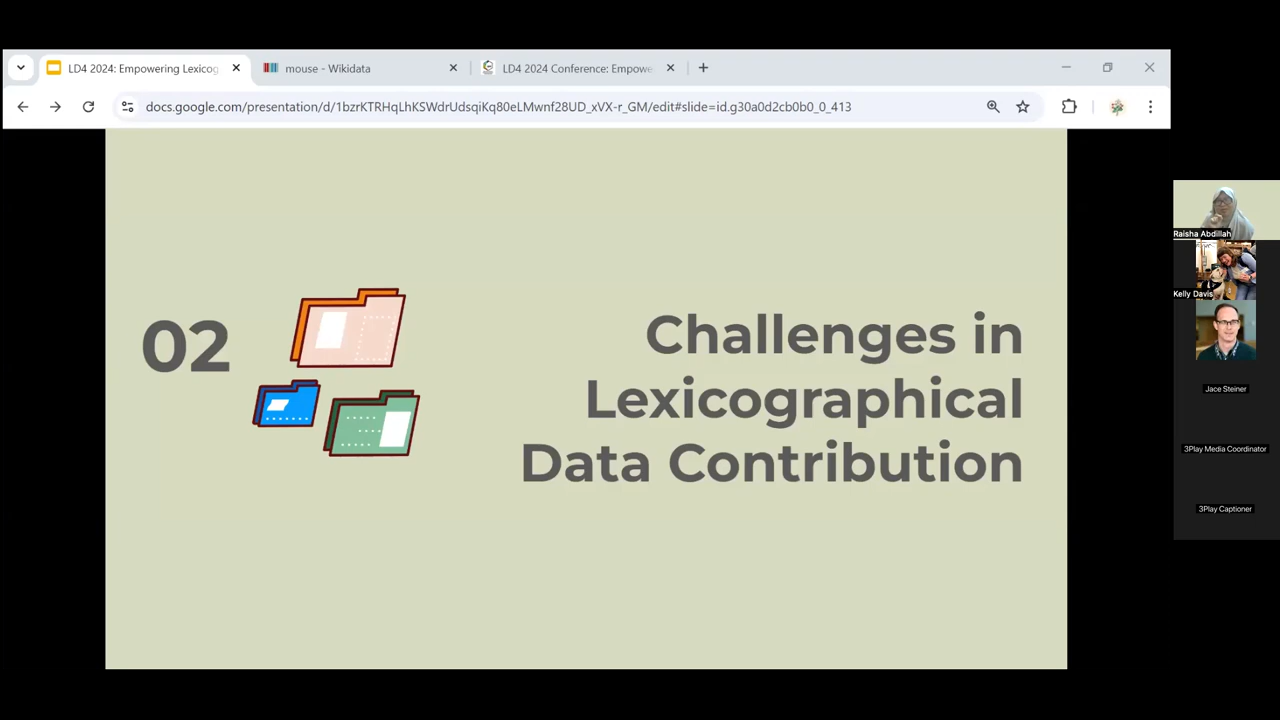 LD4 2024: Empowering Lexicog
mouse - Wikidata
LD4 2024 Conference: Empowe
docs.google.com/presentation/d/1bzrKTRHqLhKSWdrUdsqiKq80eLMwnf28UD_xVX-r_GM/edit#slide=id.g30a0d2cb0b0_0_413
02
Challenges in
Lexicographical
Data Contribution
Raisha Abdillah
Kelly Davis
Jace Steiner
3Play Media Coordinator
3Play Captioner